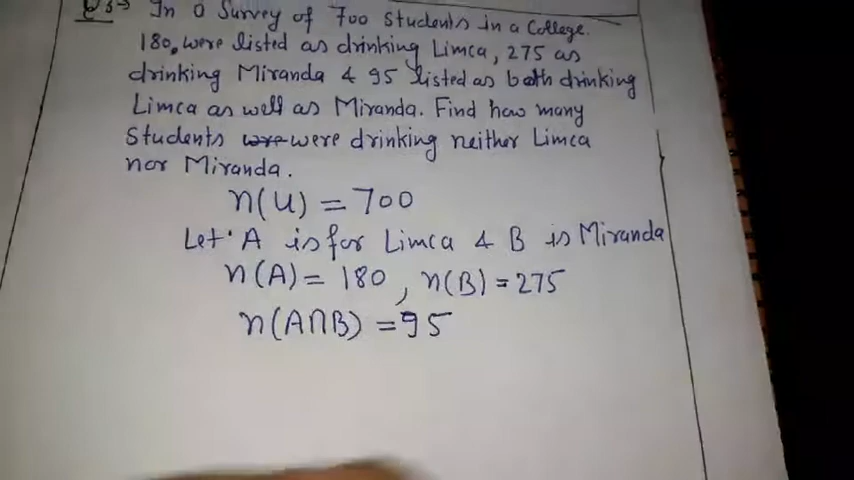 Q 3→ In a Survey of 700 students in a College.
180, were listed as drinking Limca, 275 as
drinking Miranda & 95 listed as both drinking
Limca as well as Miranda. Find how many
Students were were drinking neither Limca
nor Miranda.
n(U) = 700
Let A is for Limca & B is Miranda
n(A) = 180, n(B) = 275
n(A∩B) = 95